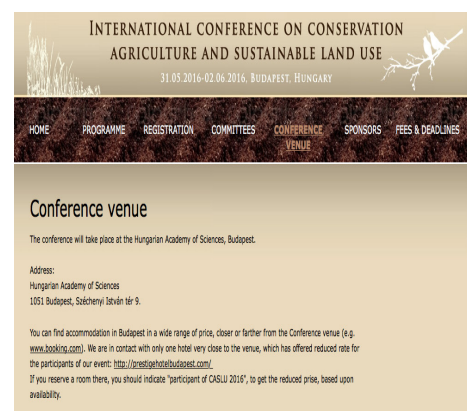 INTERNATIONAL CONFERENCE ON CONSERVATION
AGRICULTURE AND SUSTAINABLE LAND USE
31.05.2016-02.06.2016, BUDAPEST, HUNGARY
HOME PROGRAMME REGISTRATION COMMITTEES CONFERENCE VENUE SPONSORS FEES & DEADLINES
Conference venue
The conference will take place at the Hungarian Academy of Sciences, Budapest.
Address:
Hungarian Academy of Sciences
1051 Budapest, Széchenyi István tér 9.
You can find accommodation in Budapest in a wide range of price, closer or farther from the Conference venue (e.g.
www.booking.com). We are in contact with only one hotel very close to the venue, which has offered reduced rate for
the participants of our event: http://prestigehotelbudapest.com/
If you reserve a room there, you should indicate "participant of CASLU 2016", to get the reduced prise, based upon
availability.